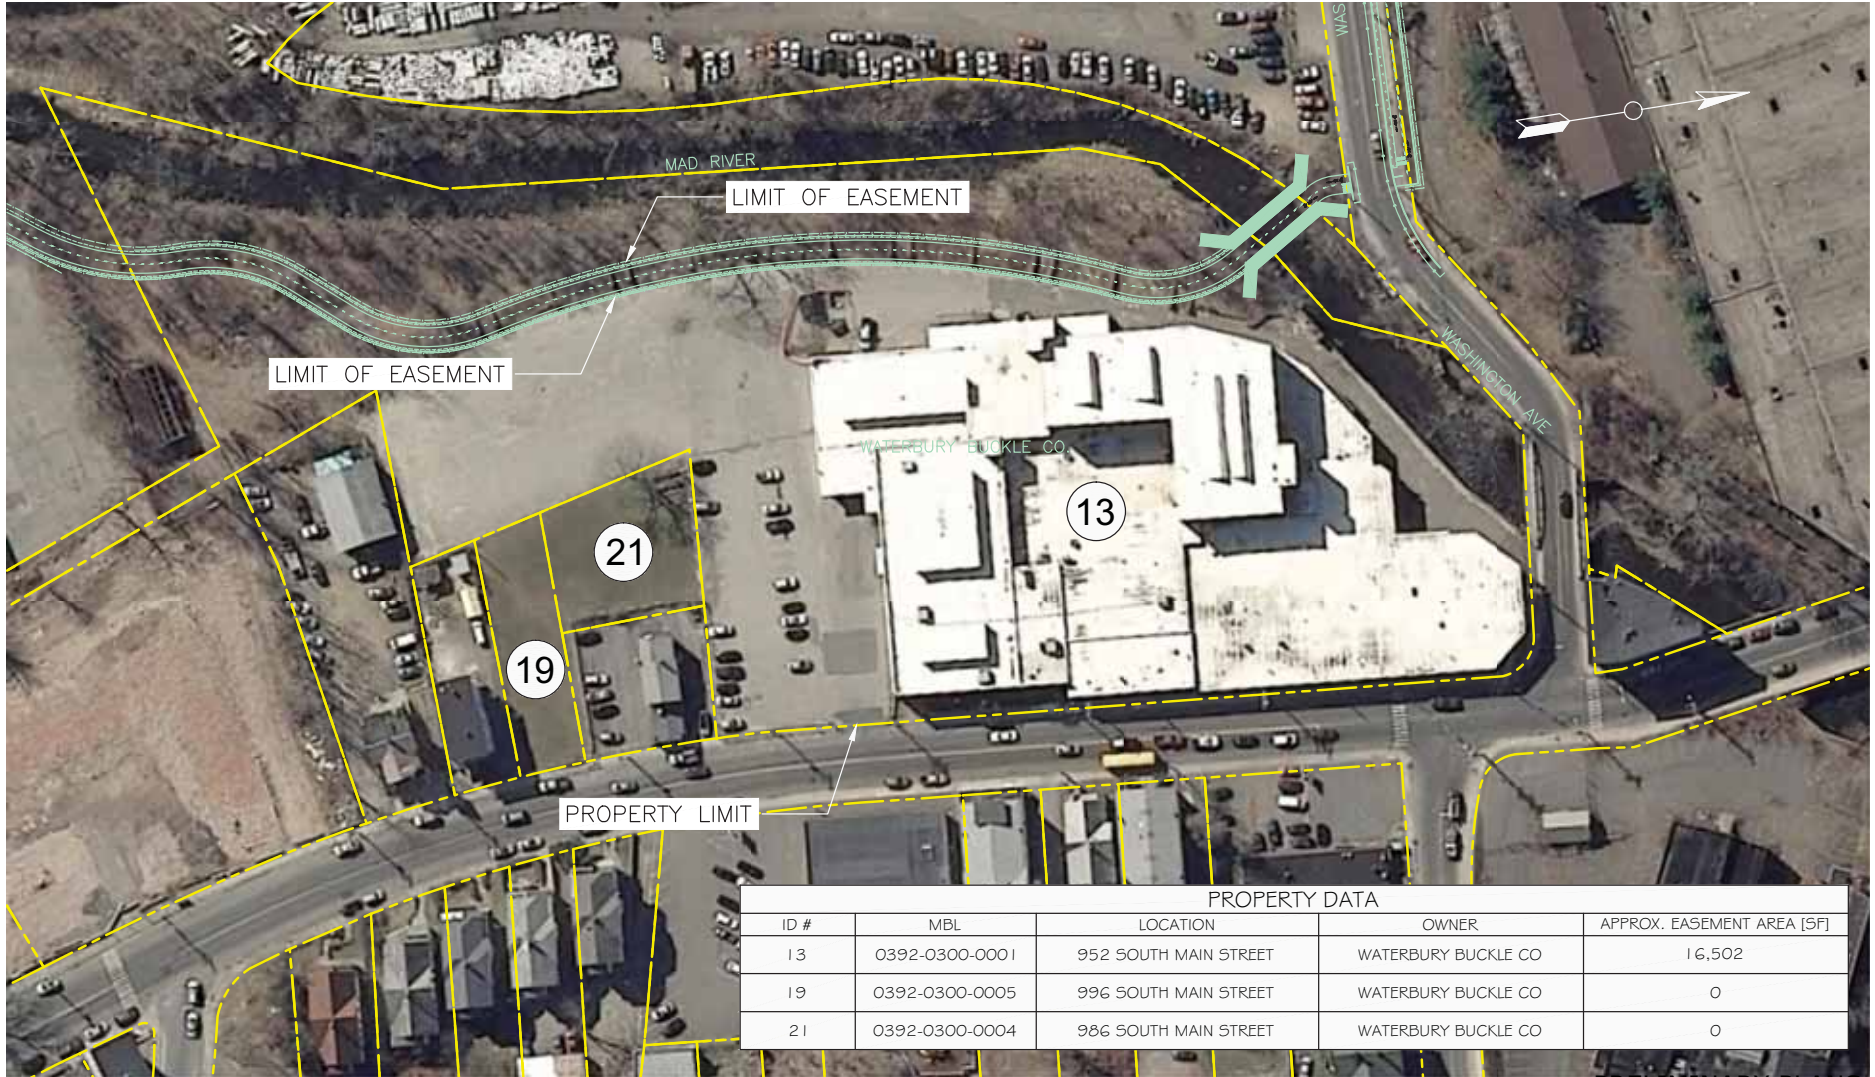 WAS
MAD RIVER
LIMIT OF EASEMENT
LIMIT OF EASEMENT
WASHINGTON AVE
WATERBURY BUCKLE CO.
13
21
19
PROPERTY LIMIT
PROPERTY DATA
ID # MBL LOCATION OWNER APPROX. EASEMENT AREA [SF]
13 0392-0300-0001 952 SOUTH MAIN STREET WATERBURY BUCKLE CO 16,502
19 0392-0300-0005 996 SOUTH MAIN STREET WATERBURY BUCKLE CO 0
21 0392-0300-0004 986 SOUTH MAIN STREET WATERBURY BUCKLE CO 0